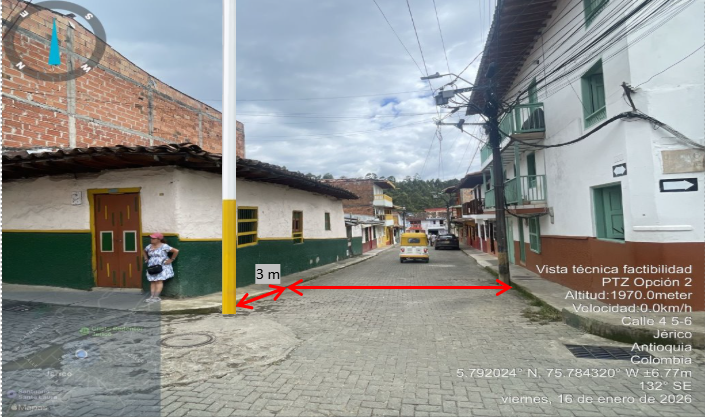 3 m
Vista técnica factibilidad
PTZ Opción 2
Altitud:1970.0meter
Velocidad:0.0km/h
Calle 4 5-6
Jérico
Antioquia
Colombia
5.792024° N, 75.784320° W ±6.77m
132° SE
viernes, 16 enero de 2026